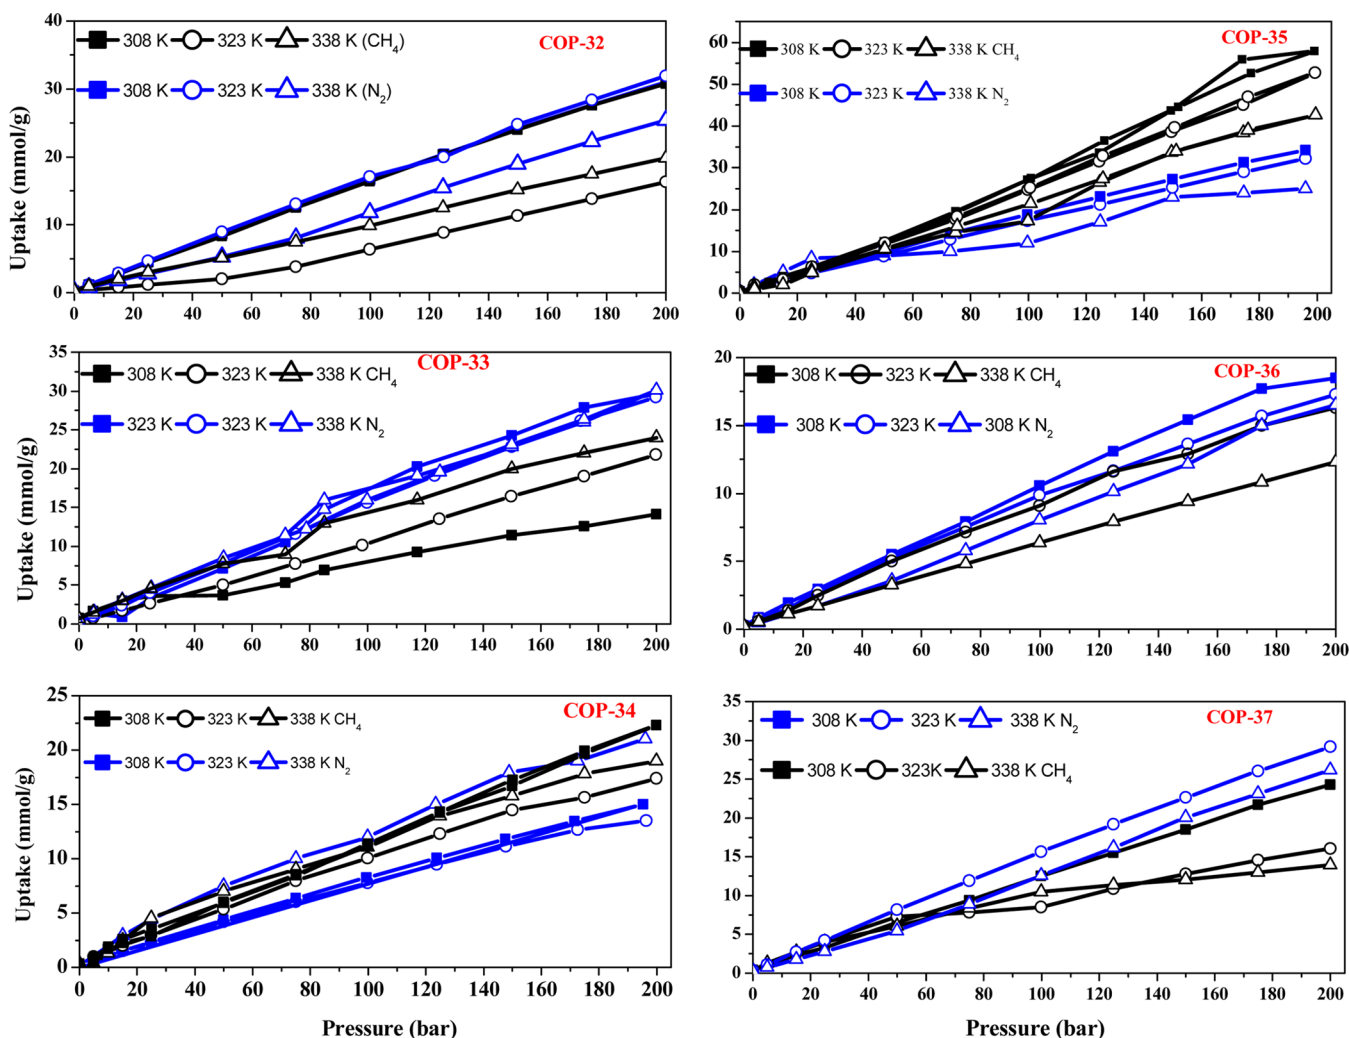 COP-32
308 K 323 K 338 K (CH4)
308 K 323 K 338 K (N2)
Uptake (mmol/g)
40
30
20
10
0
0 20 40 60 80 100 120 140 160 180 200
COP-35
308 K 323 K 338 K CH4
308 K 323 K 338 K N2
60
50
40
30
20
10
0
0 20 40 60 80 100 120 140 160 180 200
COP-33
308 K 323 K 338 K CH4
323 K 323 K 338 K N2
Uptake (mmol/g)
35
30
25
20
15
10
5
0
0 20 40 60 80 100 120 140 160 180 200
COP-36
308 K 323 K 338 K CH4
308 K 323 K 308 K N2
20
15
10
5
0
0 20 40 60 80 100 120 140 160 180 200
COP-34
308 K 323 K 338 K CH4
308 K 323 K 338 K N2
Uptake (mmol/g)
25
20
15
10
5
0
0 20 40 60 80 100 120 140 160 180 200
Pressure (bar)
COP-37
308 K 323 K 338 K N2
308 K 323K 338 K CH4
35
30
25
20
15
10
5
0
0 20 40 60 80 100 120 140 160 180 200
Pressure (bar)